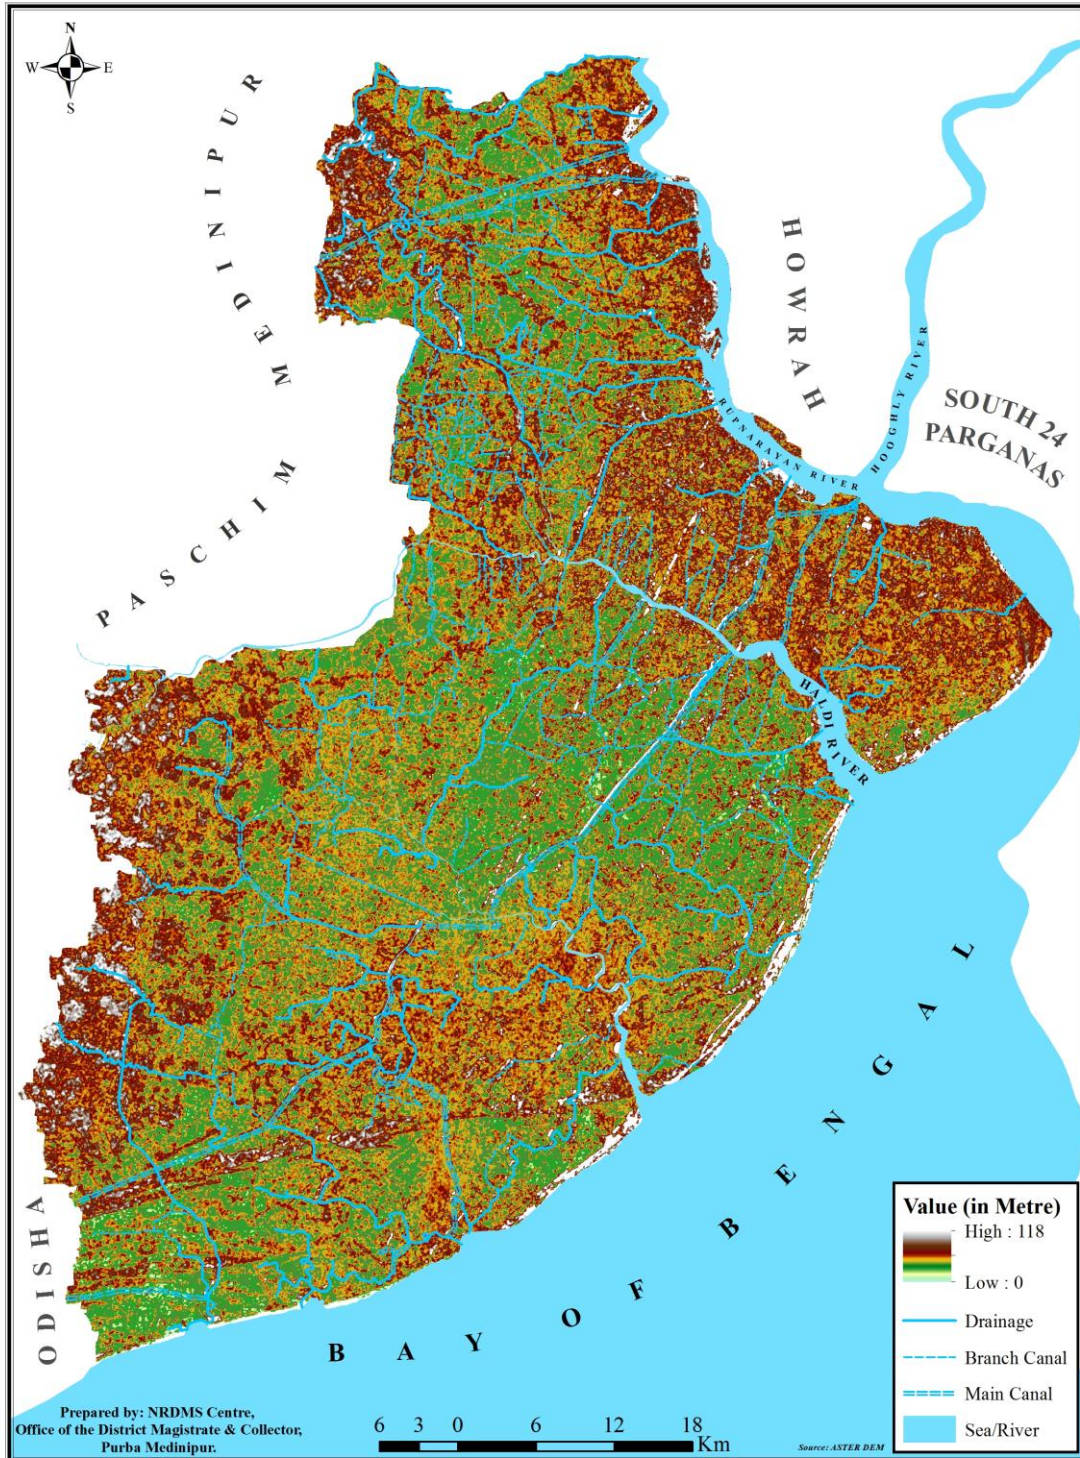 N
W E
S
PASCHIM MEDINIPUR
HOWRAH
HOOGHLY RIVER
SOUTH 24
PARGANAS
RUPNARAYAN RIVER
HALDI RIVER
ODISHA
BAY OF BENGAL
Value (in Metre)
High : 118
Low : 0
Drainage
Branch Canal
Main Canal
Sea/River
Prepared by: NRDMS Centre,
Office of the District Magistrate & Collector,
Purba Medinipur.
6 3 0 6 12 18
Km
Source: ASTER DEM